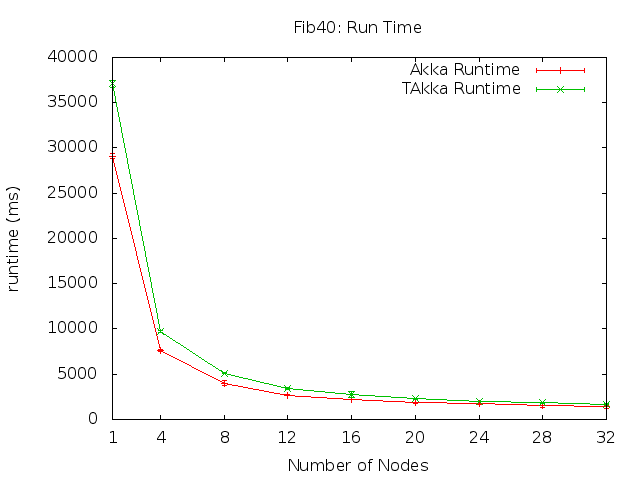 Fib40: Run Time
Akka Runtime
TAkka Runtime
40000
35000
30000
25000
20000
15000
10000
5000
0
runtime (ms)
1 4 8 12 16 20 24 28 32
Number of Nodes